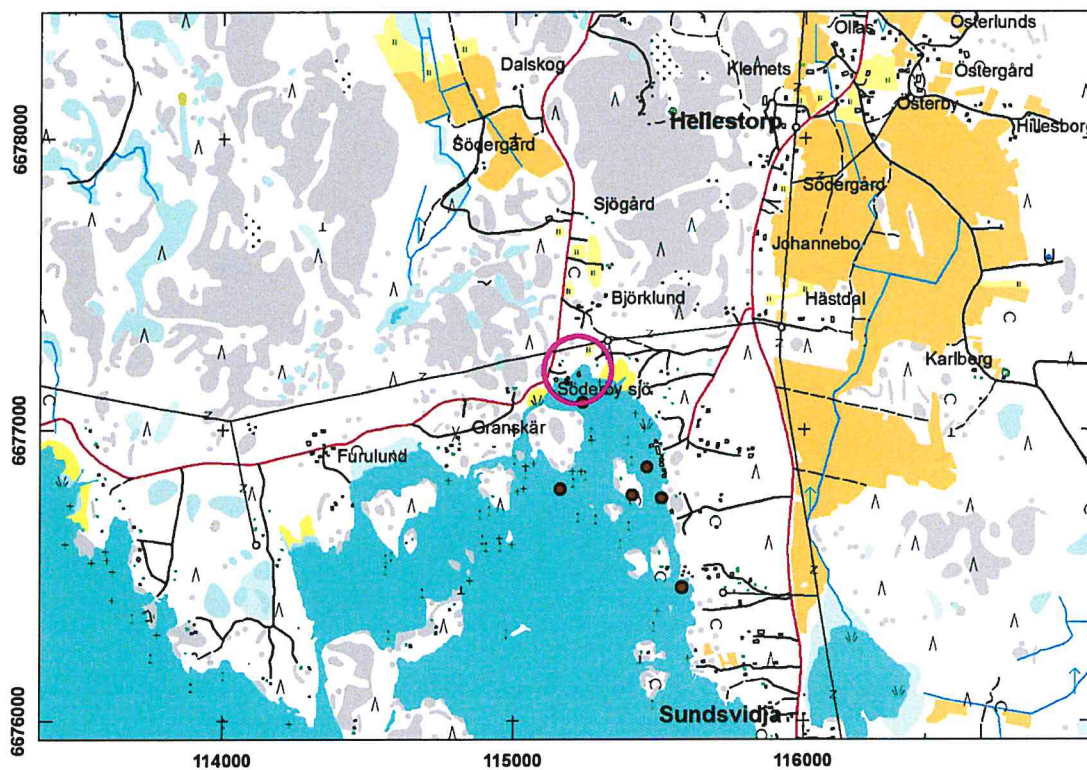 Ollas
Österlunds
Dalskog
Klemets
Östergård
Österby
Hellestorp
Hillesborg
6678000
Södergård
Södergård
Sjögård
Johannebo
Björklund
Hästdal
Karlberg
Söderby sjö
6677000
Granskär
Furulund
6676000
Sundsvidja
114000
115000
116000